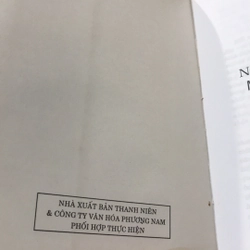 NHÀ XUẤT BẢN THANH NIÊN
& CÔNG TY VĂN HÓA PHƯƠNG NAM
PHỐI HỢP THỰC HIỆN